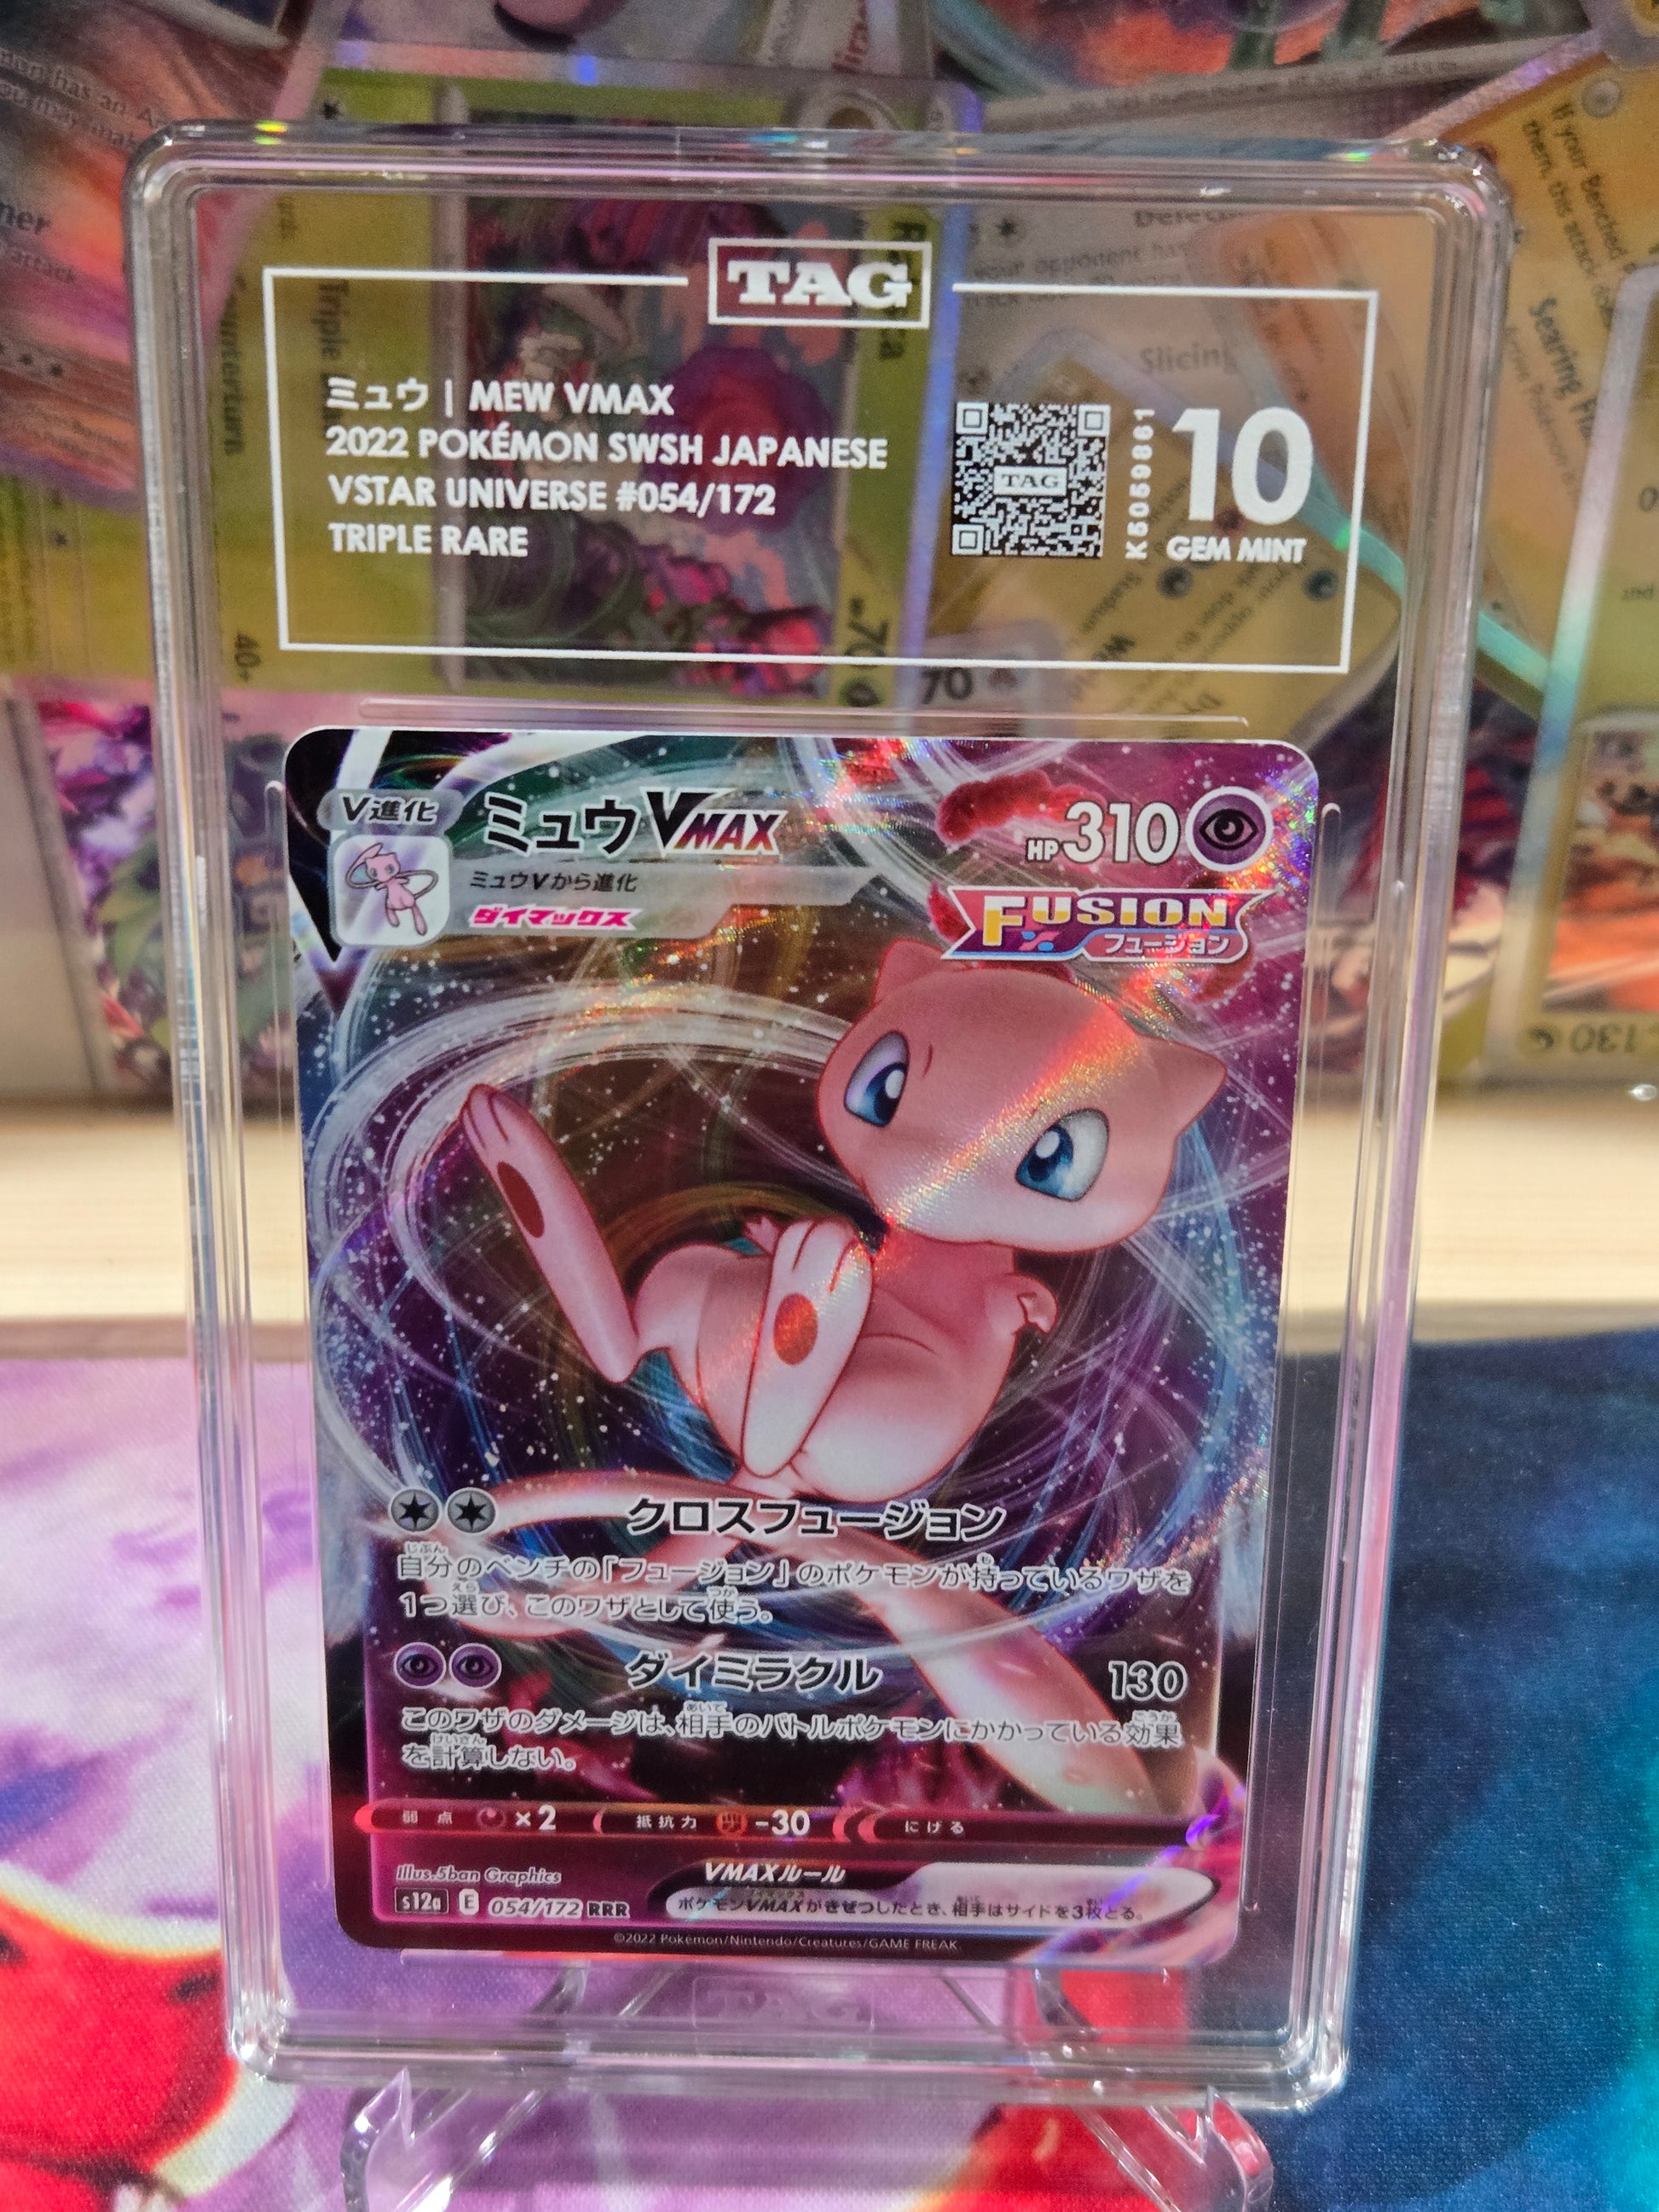 TAG
ミュウ | MEW VMAX
2022 POKÉMON SWSH JAPANESE
VSTAR UNIVERSE #054/172
TRIPLE RARE
TAG
K5059861
10
GEM MINT
V進化
ミュウVMAX
HP310
ミュウVから進化
ダイマックス
FUSION
フュージョン
クロスフュージョン
自分のベンチの「フュージョン」のポケモンが持っているワザを
1つ選び、このワザとして使う。
ダイミラクル 130
このワザのダメージは、相手のバトルポケモンにかかっている効果
を計算しない。
弱点 ×2 抵抗力 -30 にげる
Illus.5ban Graphics
VMAXルール
s12a E 054/172 RRR
ポケモンVMAXがきぜつしたとき、相手はサイドを3枚とる。
©2022 Pokémon/Nintendo/Creatures/GAME FREAK
TAG
Triple
40+
70
70
Slicing
Searing
130